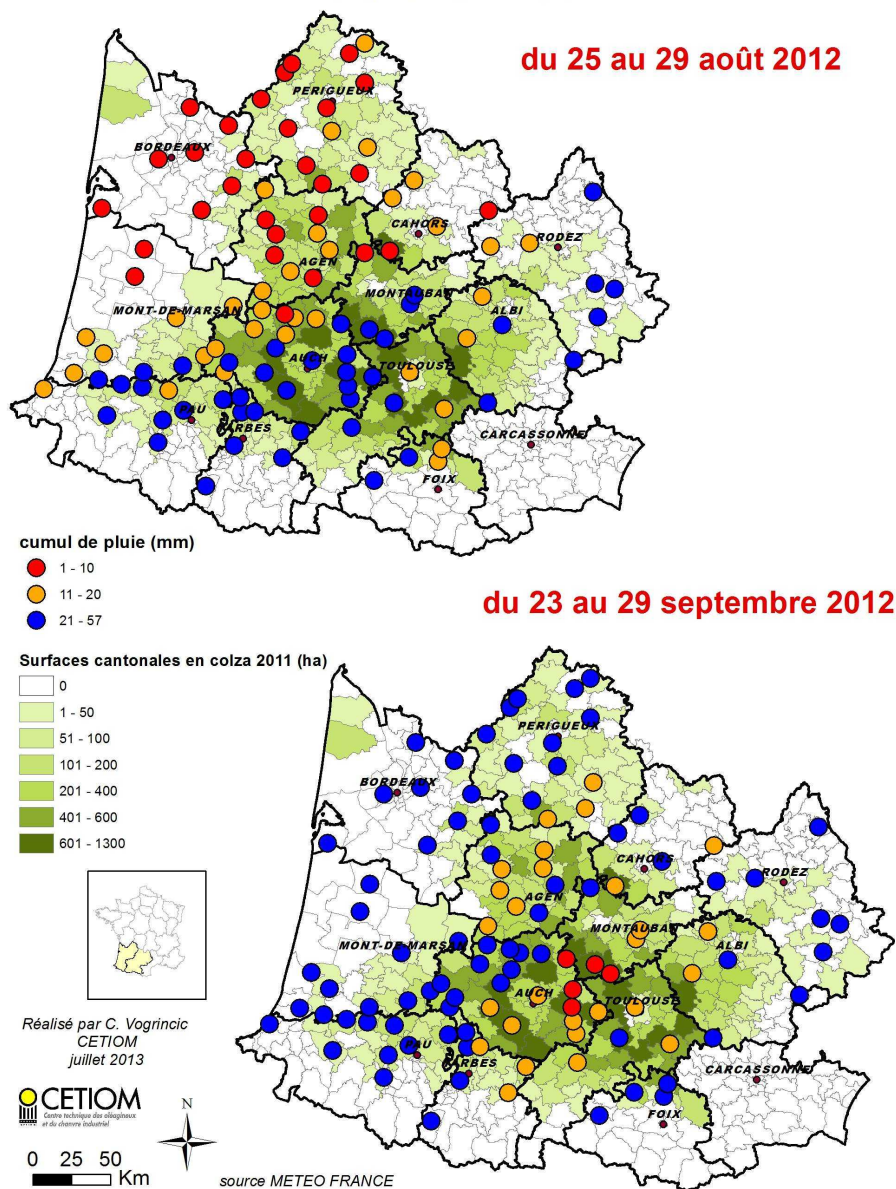 du 25 au 29 août 2012
PERIGUEUX
BORDEAUX
CAHORS
RODEZ
AGEN
MONT-DE-MARSAN
MONTAUBAN
ALBI
AUCH
TOULOUSE
PAU
TARBES
CARCASSONNE
FOIX
cumul de pluie (mm)
1 - 10
11 - 20
21 - 57
du 23 au 29 septembre 2012
Surfaces cantonales en colza 2011 (ha)
0
1 - 50
51 - 100
101 - 200
201 - 400
401 - 600
601 - 1300
PERIGUEUX
BORDEAUX
CAHORS
RODEZ
AGEN
MONT-DE-MARSAN
MONTAUBAN
ALBI
AUCH
TOULOUSE
PAU
TARBES
CARCASSONNE
FOIX
Réalisé par C. Vogrincic
CETIOM
juillet 2013
CETIOM
Centre technique des oléagineux
et du chanvre industriel
N
0 25 50
Km
source METEO FRANCE